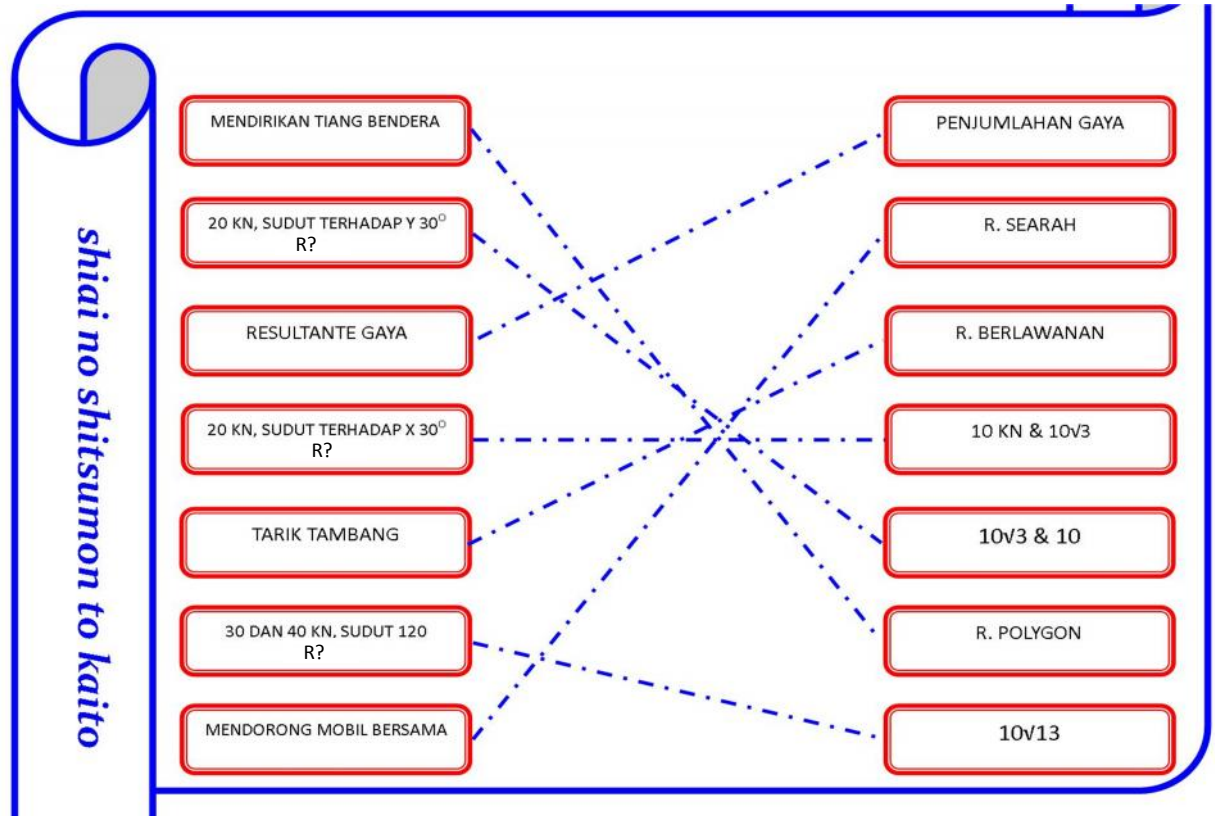 shiai no shitsumon to kaito
MENDIRIKAN TIANG BENDERA
20 KN, SUDUT TERHADAP Y 30°
R?
RESULTANTE GAYA
20 KN, SUDUT TERHADAP X 30°
R?
TARIK TAMBANG
30 DAN 40 KN. SUDUT 120
R?
MENDORONG MOBIL BERSAMA
PENJUMLAHAN GAYA
R. SEARAH
R. BERLAWANAN
10 KN & 10√3
10√3 & 10
R. POLYGON
10√13